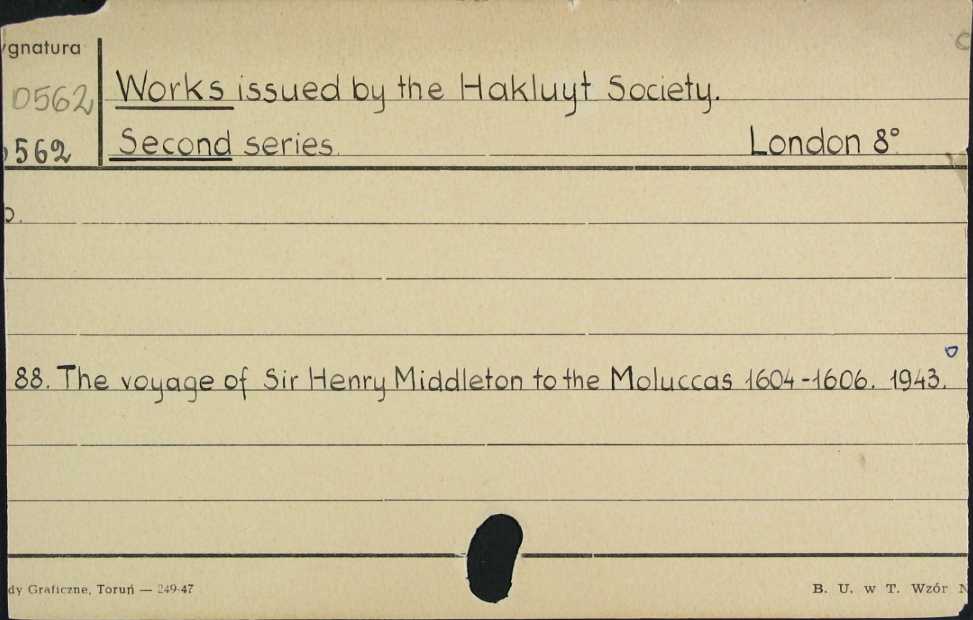 ygnatura
0562
562
Works issued by the Hakluyt Society.
Second series.
London 8°
88. The voyage of Sir Henry Middleton to the Moluccas 1604-1606. 1943.
dy Graficzne, Toruń — 249-47
B. U. w T. Wzór N